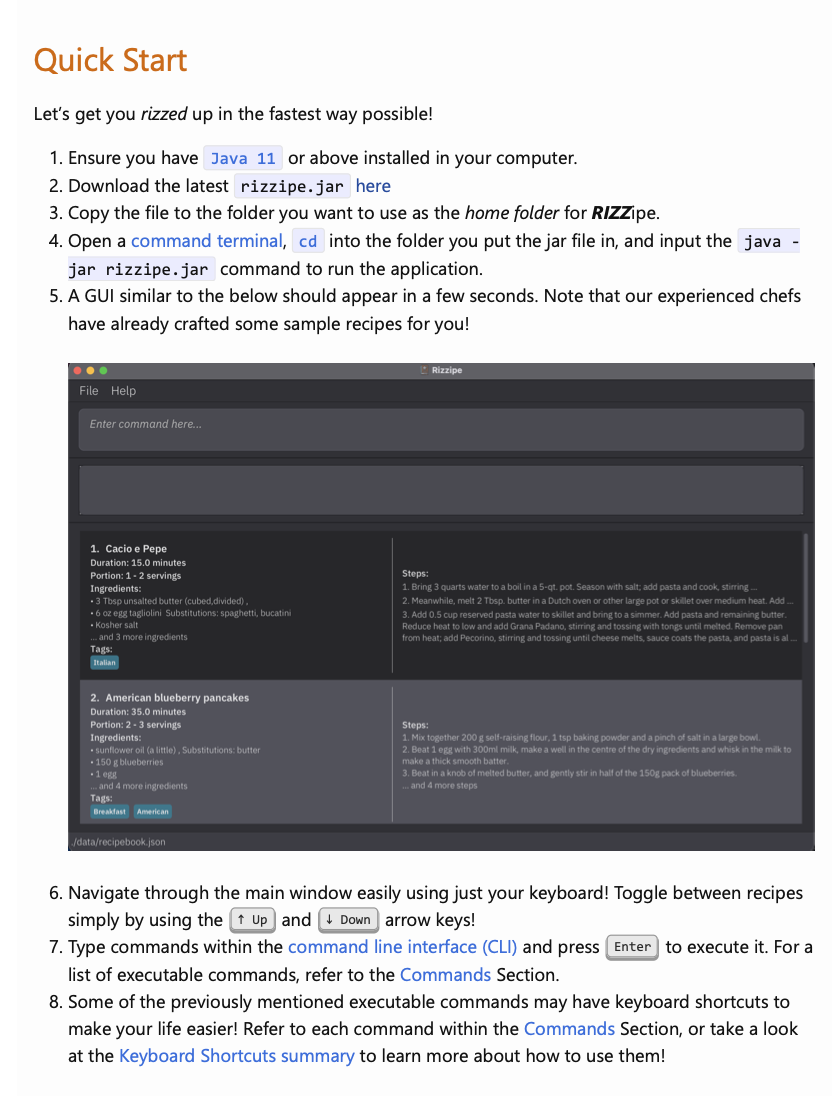 Quick Start
Let's get you rizzed up in the fastest way possible!
1. Ensure you have Java 11 or above installed in your computer.
2. Download the latest rizzipe.jar here
3. Copy the file to the folder you want to use as the home folder for RIZZipe.
4. Open a command terminal, cd into the folder you put the jar file in, and input the java -
jar rizzipe.jar command to run the application.
5. A GUI similar to the below should appear in a few seconds. Note that our experienced chefs
have already crafted some sample recipes for you!
Rizzipe
File Help
Enter command here...
1. Cacio e Pepe
Duration: 15.0 minutes
Portion: 1 - 2 servings
Ingredients:
• 3 Tbsp unsalted butter (cubed,divided) ,
• 6 oz egg tagliolini Substitutions: spaghetti, bucatini
• Kosher salt
... and 3 more ingredients
Tags:
Italian
Steps:
1. Bring 3 quarts water to a boil in a 5-qt. pot. Season with salt; add pasta and cook, stirring ...
2. Meanwhile, melt 2 Tbsp. butter in a Dutch oven or other large pot or skillet over medium heat. Add ...
3. Add 0.5 cup reserved pasta water to skillet and bring to a simmer. Add pasta and remaining butter.
Reduce heat to low and add Grana Padano, stirring and tossing with tongs until melted. Remove pan
from heat; add Pecorino, stirring and tossing until cheese melts, sauce coats the pasta, and pasta is al ...
2. American blueberry pancakes
Duration: 35.0 minutes
Portion: 2 - 3 servings
Ingredients:
• sunflower oil (a little) , Substitutions: butter
• 150 g blueberries
• 1 egg
... and 4 more ingredients
Tags:
Breakfast American
Steps:
1. Mix together 200 g self-raising flour, 1 tsp baking powder and a pinch of salt in a large bowl.
2. Beat 1 egg with 300ml milk, make a well in the centre of the dry ingredients and whisk in the milk to
make a thick smooth batter.
3. Beat in a knob of melted butter, and gently stir in half of the 150g pack of blueberries.
... and 4 more steps
./data/recipebook.json
6. Navigate through the main window easily using just your keyboard! Toggle between recipes
simply by using the ↑ Up and ↓ Down arrow keys!
7. Type commands within the command line interface (CLI) and press Enter to execute it. For a
list of executable commands, refer to the Commands Section.
8. Some of the previously mentioned executable commands may have keyboard shortcuts to
make your life easier! Refer to each command within the Commands Section, or take a look
at the Keyboard Shortcuts summary to learn more about how to use them!